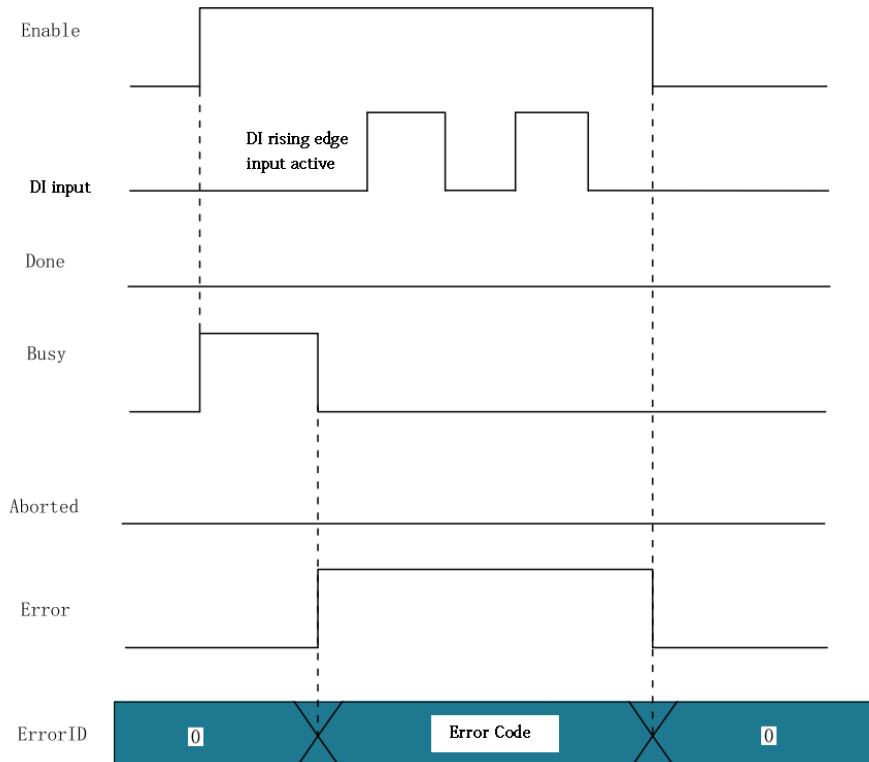 Enable
DI rising edge
input active
DI input
Done
Busy
Aborted
Error
ErrorID
0
Error Code
0